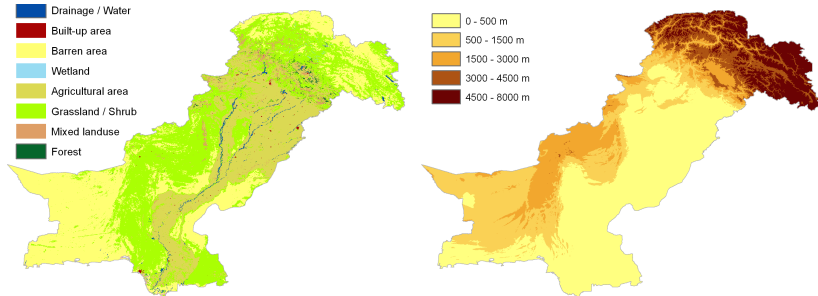 Drainage / Water
Built-up area
Barren area
Wetland
Agricultural area
Grassland / Shrub
Mixed landuse
Forest
0 - 500 m
500 - 1500 m
1500 - 3000 m
3000 - 4500 m
4500 - 8000 m